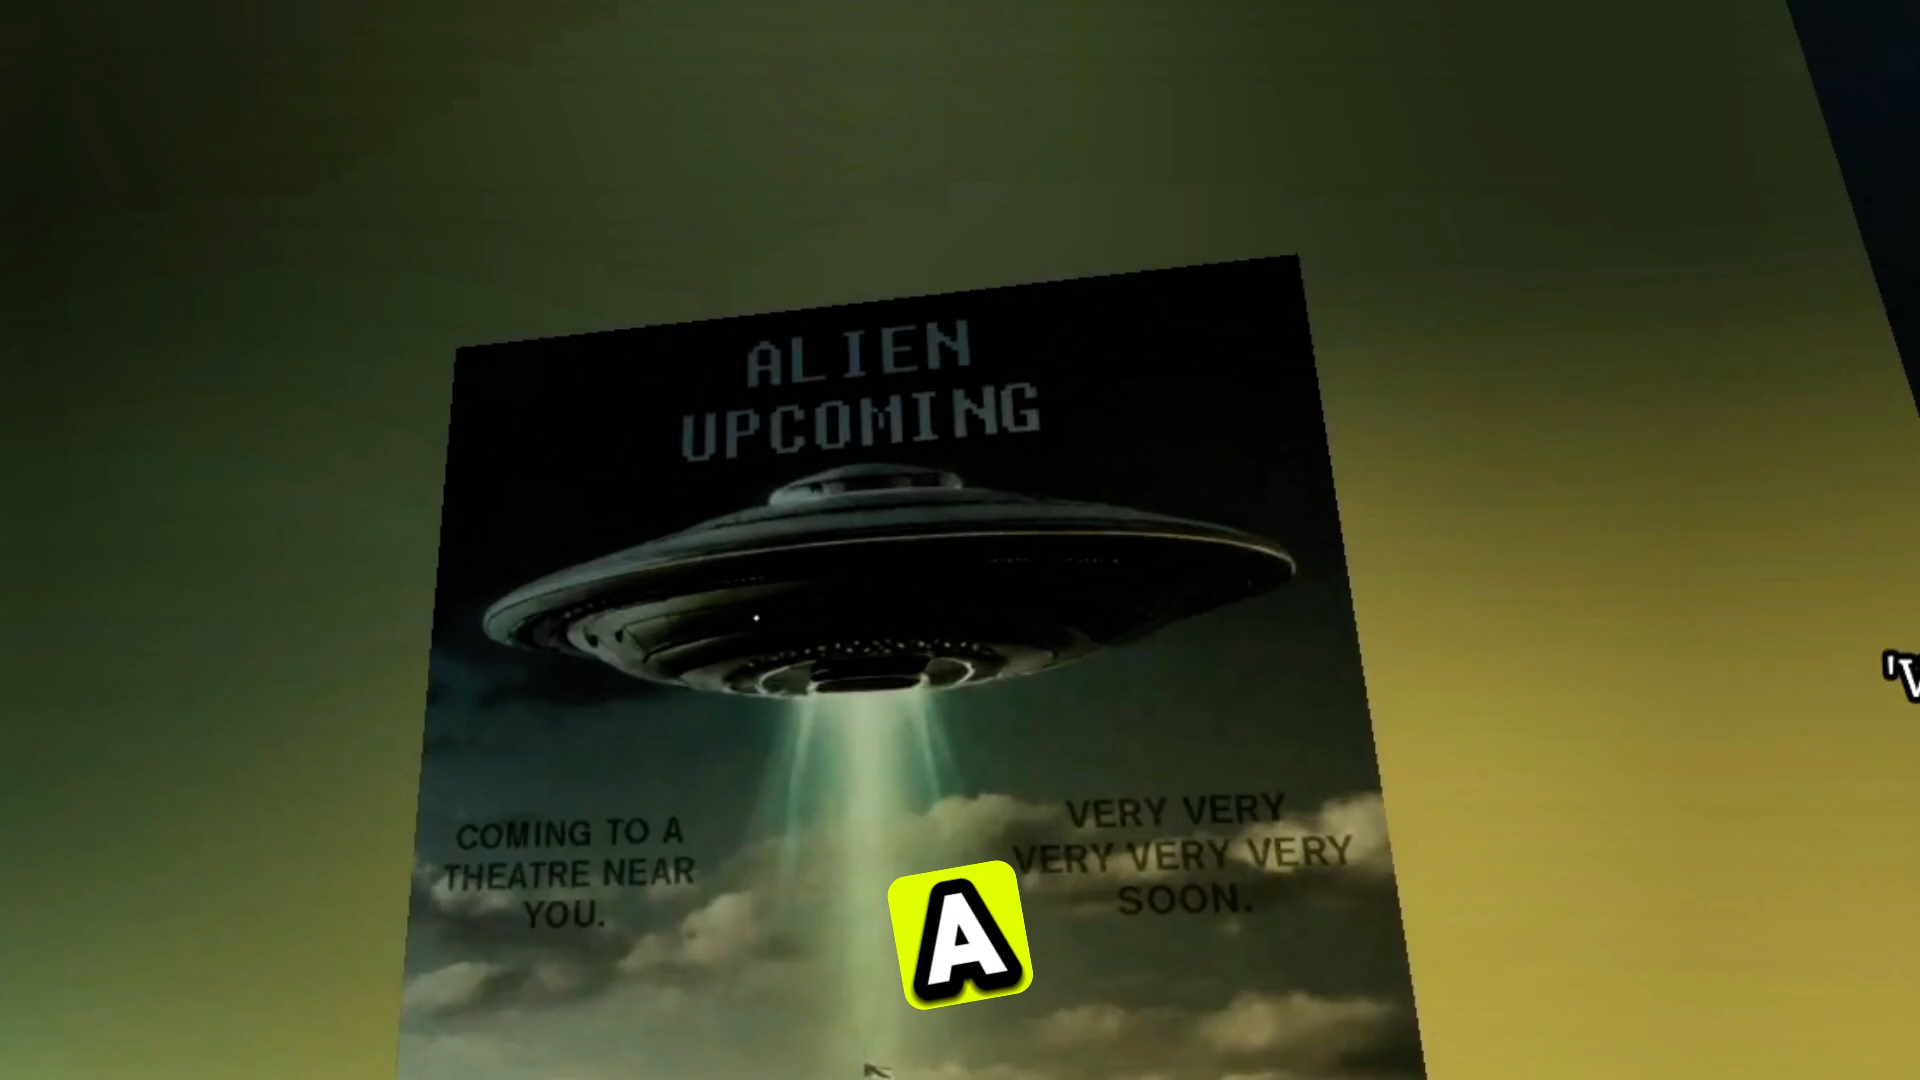 ALIEN
UPCOMING
COMING TO A
THEATRE NEAR
YOU.
VERY VERY
VERY VERY VERY
SOON.
A
'V